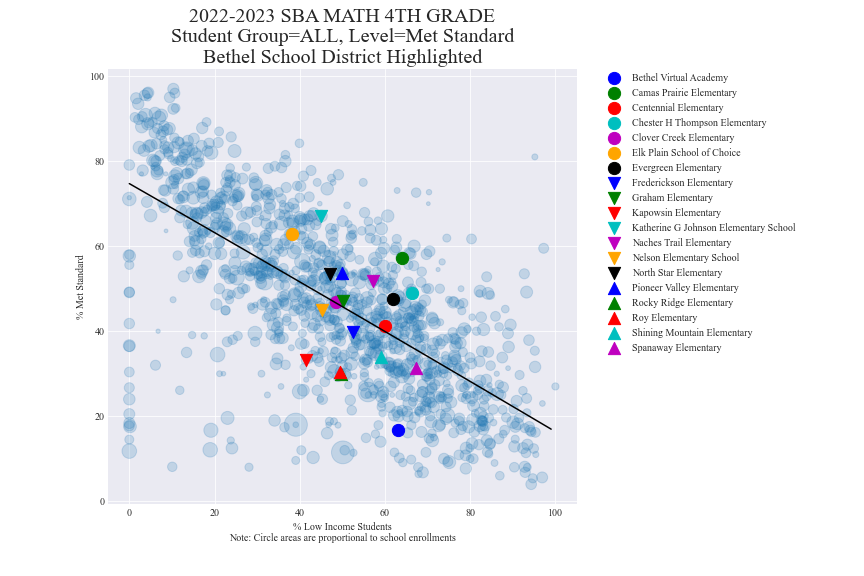 2022-2023 SBA MATH 4TH GRADE
Student Group=ALL, Level=Met Standard
Bethel School District Highlighted
100
80
60
40
20
0
% Met Standard
0 20 40 60 80 100
% Low Income Students
Note: Circle areas are proportional to school enrollments
Bethel Virtual Academy
Camas Prairie Elementary
Centennial Elementary
Chester H Thompson Elementary
Clover Creek Elementary
Elk Plain School of Choice
Evergreen Elementary
Frederickson Elementary
Graham Elementary
Kapowsin Elementary
Katherine G Johnson Elementary School
Naches Trail Elementary
Nelson Elementary School
North Star Elementary
Pioneer Valley Elementary
Rocky Ridge Elementary
Roy Elementary
Shining Mountain Elementary
Spanaway Elementary